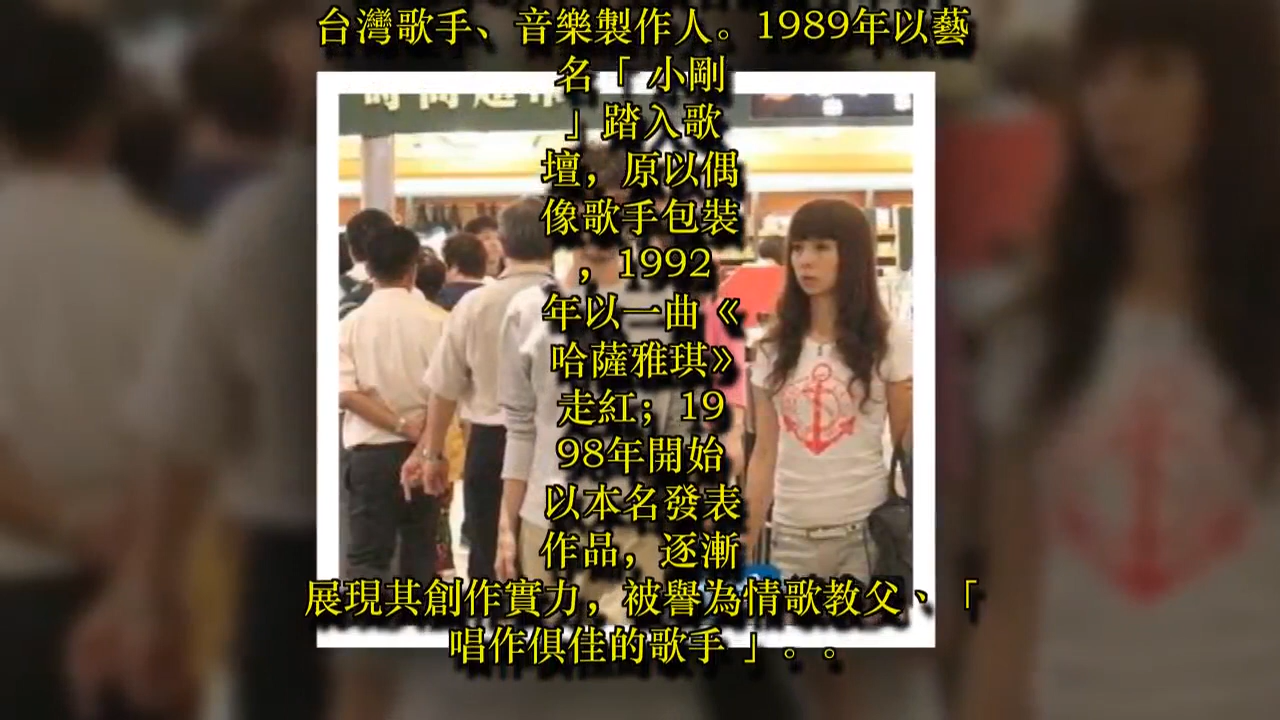 台灣歌手、音樂製作人。1989年以藝
名「 小剛
」踏入歌
壇，原以偶
像歌手包裝
，1992
年以一曲《
哈薩雅琪》
走紅；19
98年開始
以本名發表
作品，逐漸
展現其創作實力，被譽為情歌教父、「
唱作俱佳的歌手 」。。